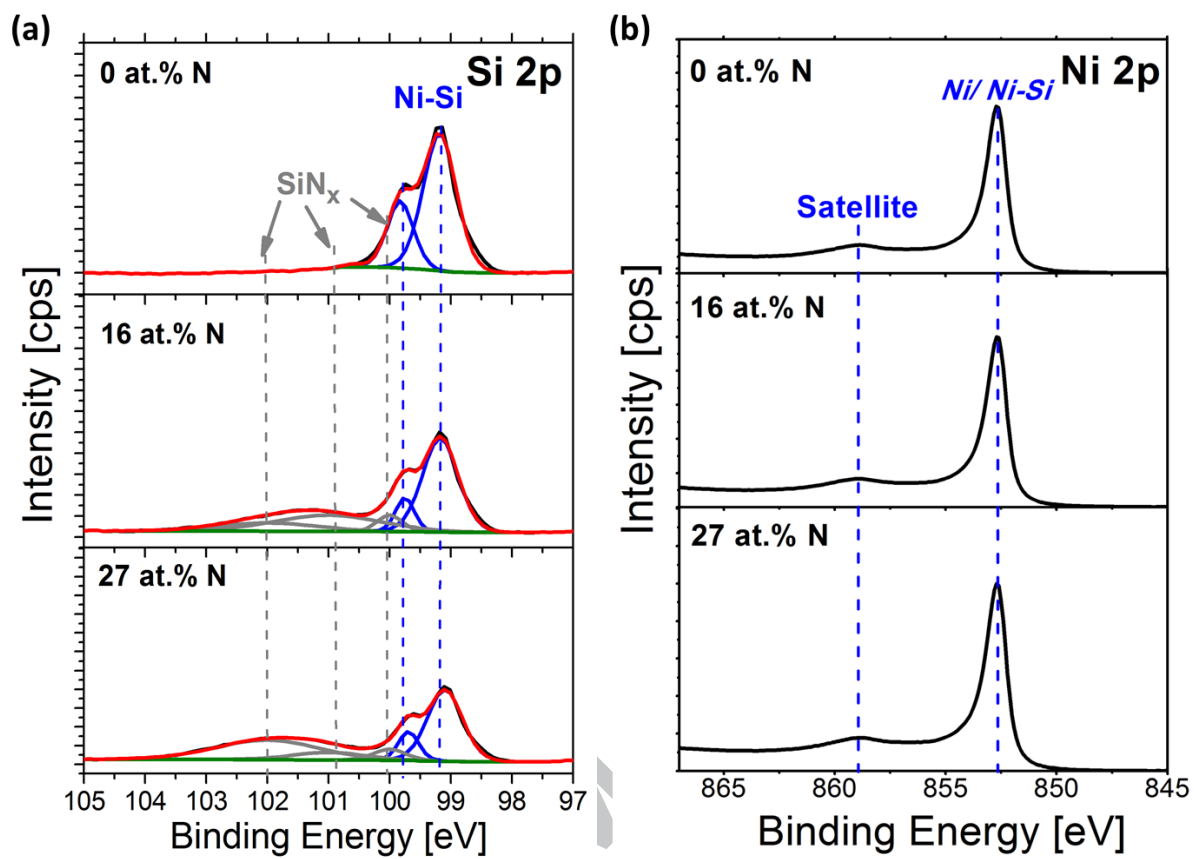 (a)
0 at.% N
Si 2p
Ni-Si
SiNₓ
16 at.% N
27 at.% N
Intensity [cps]
105 104 103 102 101 100 99 98 97
Binding Energy [eV]
(b)
0 at.% N
Ni 2p
Ni/ Ni-Si
Satellite
16 at.% N
27 at.% N
Intensity [cps]
865 860 855 850 845
Binding Energy [eV]